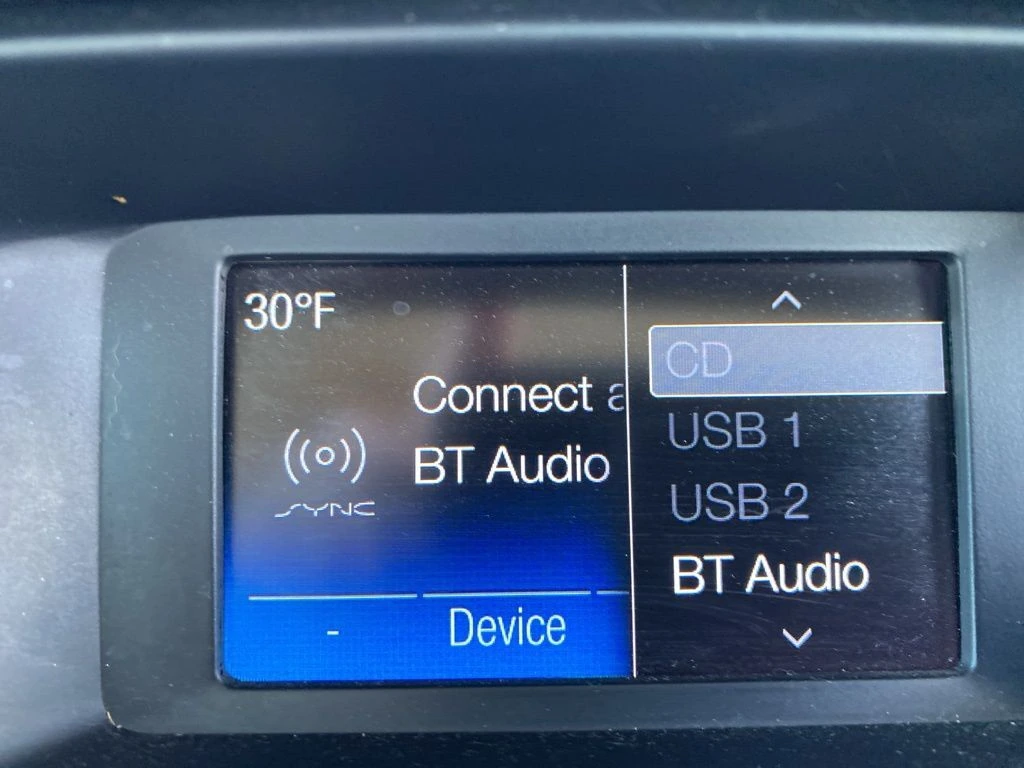 30°F
Connect a
BT Audio
SYNC
-
Device
CD
USB 1
USB 2
BT Audio